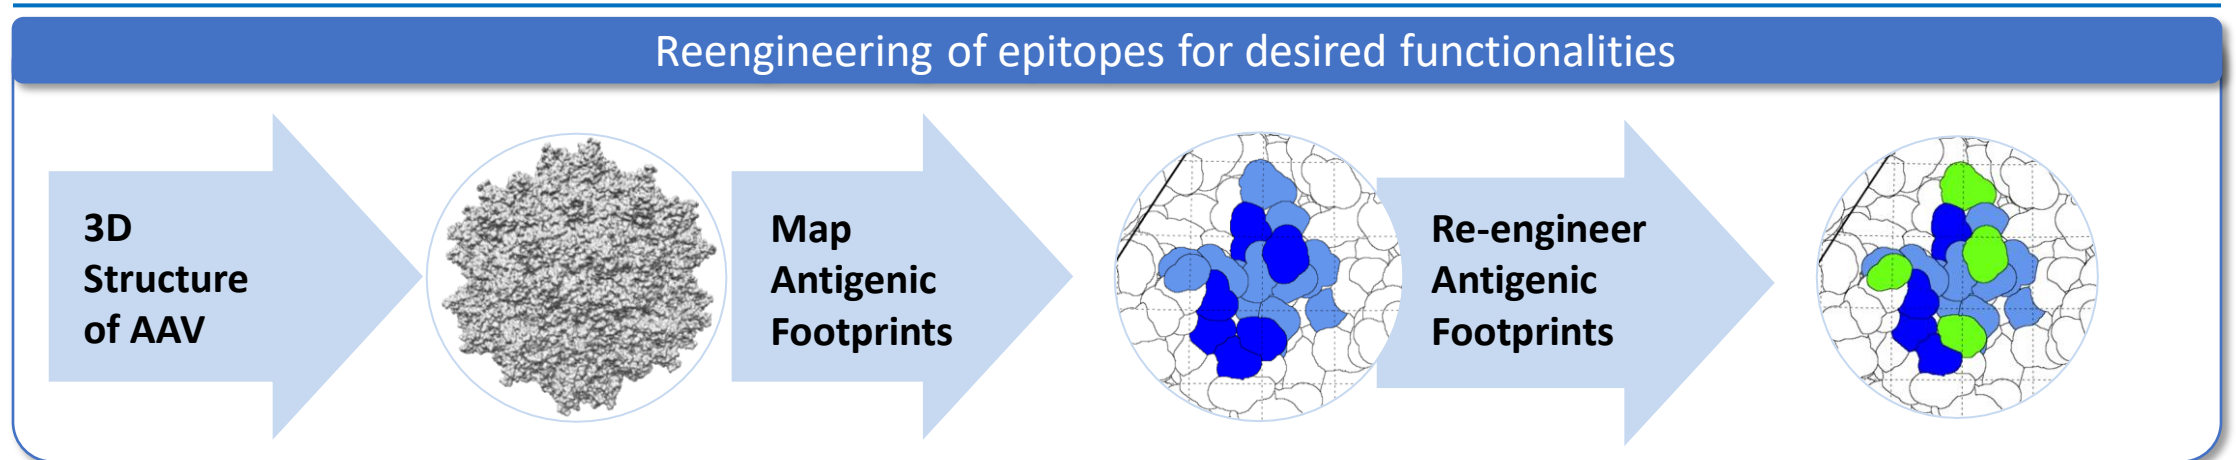 Reengineering of epitopes for desired functionalities
3D
Structure
of AAV
Map
Antigenic
Footprints
Re-engineer
Antigenic
Footprints